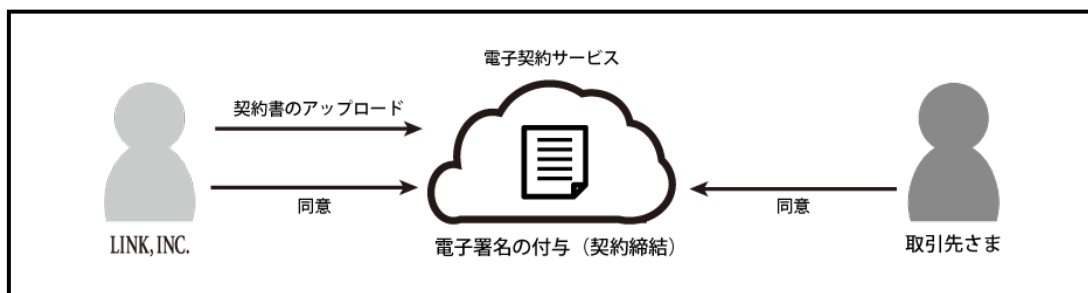 電子契約サービス
契約書のアップロード
同意
同意
LINK, INC.
電子署名の付与（契約締結）
取引先さま